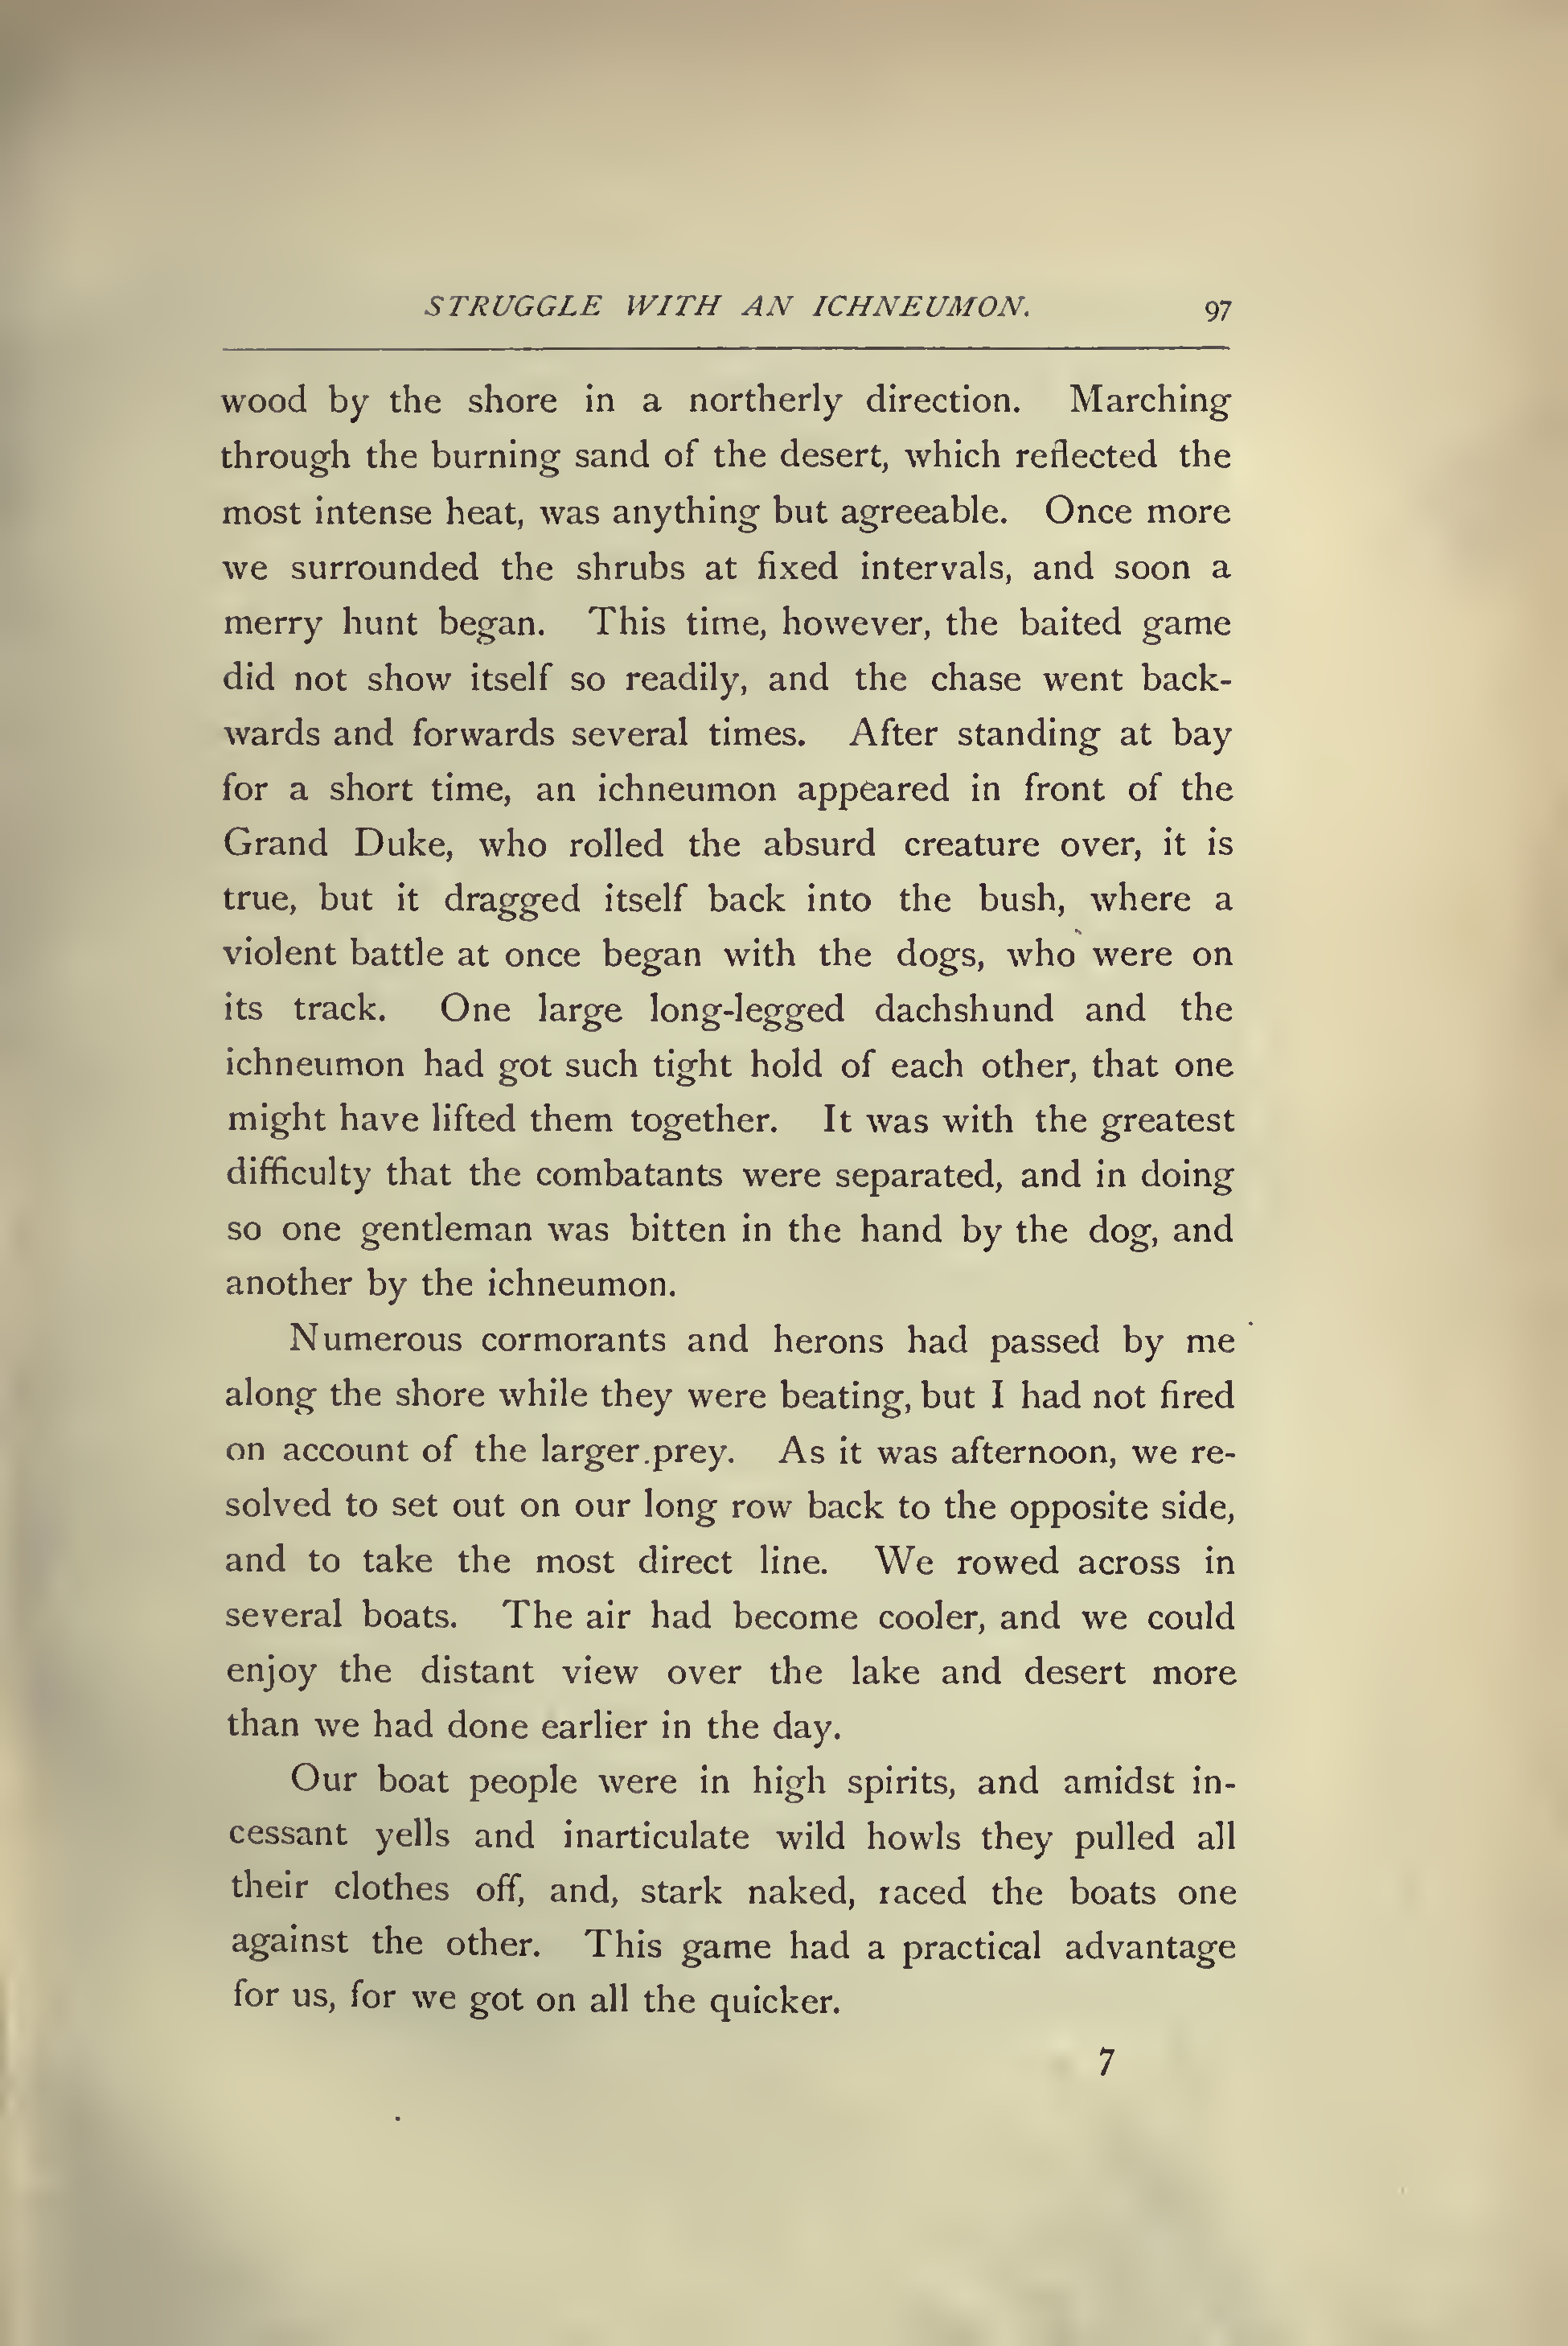 STRUGGLE WITH AN ICHNEUMON. 97
wood by the shore in a northerly direction. Marching
through the burning sand of the desert, which reflected the
most intense heat, was anything but agreeable. Once more
we surrounded the shrubs at fixed intervals, and soon a
merry hunt began. This time, however, the baited game
did not show itself so readily, and the chase went back-
wards and forwards several times. After standing at bay
for a short time, an ichneumon appeared in front of the
Grand Duke, who rolled the absurd creature over, it is
true, but it dragged itself back into the bush, where a
violent battle at once began with the dogs, who were on
its track. One large long-legged dachshund and the
ichneumon had got such tight hold of each other, that one
might have lifted them together. It was with the greatest
difficulty that the combatants were separated, and in doing
so one gentleman was bitten in the hand by the dog, and
another by the ichneumon.
Numerous cormorants and herons had passed by me
along the shore while they were beating, but I had not fired
on account of the larger prey. As it was afternoon, we re-
solved to set out on our long row back to the opposite side,
and to take the most direct line. We rowed across in
several boats. The air had become cooler, and we could
enjoy the distant view over the lake and desert more
than we had done earlier in the day.
Our boat people were in high spirits, and amidst in-
cessant yells and inarticulate wild howls they pulled all
their clothes off, and, stark naked, raced the boats one
against the other. This game had a practical advantage
for us, for we got on all the quicker.
7